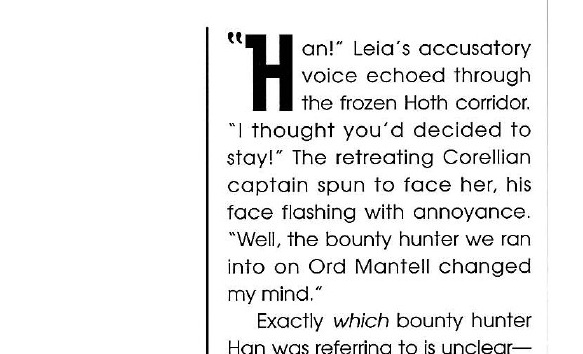 “Han!” Leia’s accusatory
voice echoed through
the frozen Hoth corridor.
“I thought you’d decided to
stay!” The retreating Corellian
captain spun to face her, his
face flashing with annoyance.
“Well, the bounty hunter we ran
into on Ord Mantell changed
my mind.”
Exactly which bounty hunter
Han was referring to is unclear—